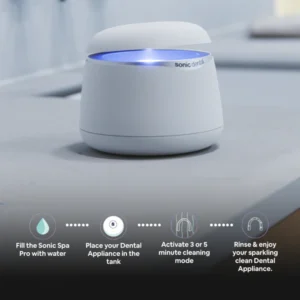 sonic
Fill the Sonic Spa
Pro with water
Place your Dental
Appliance in the
tank
Activate 3 or 5
minute cleaning
mode
Rinse & enjoy
your sparkling
clean Dental
Appliance.